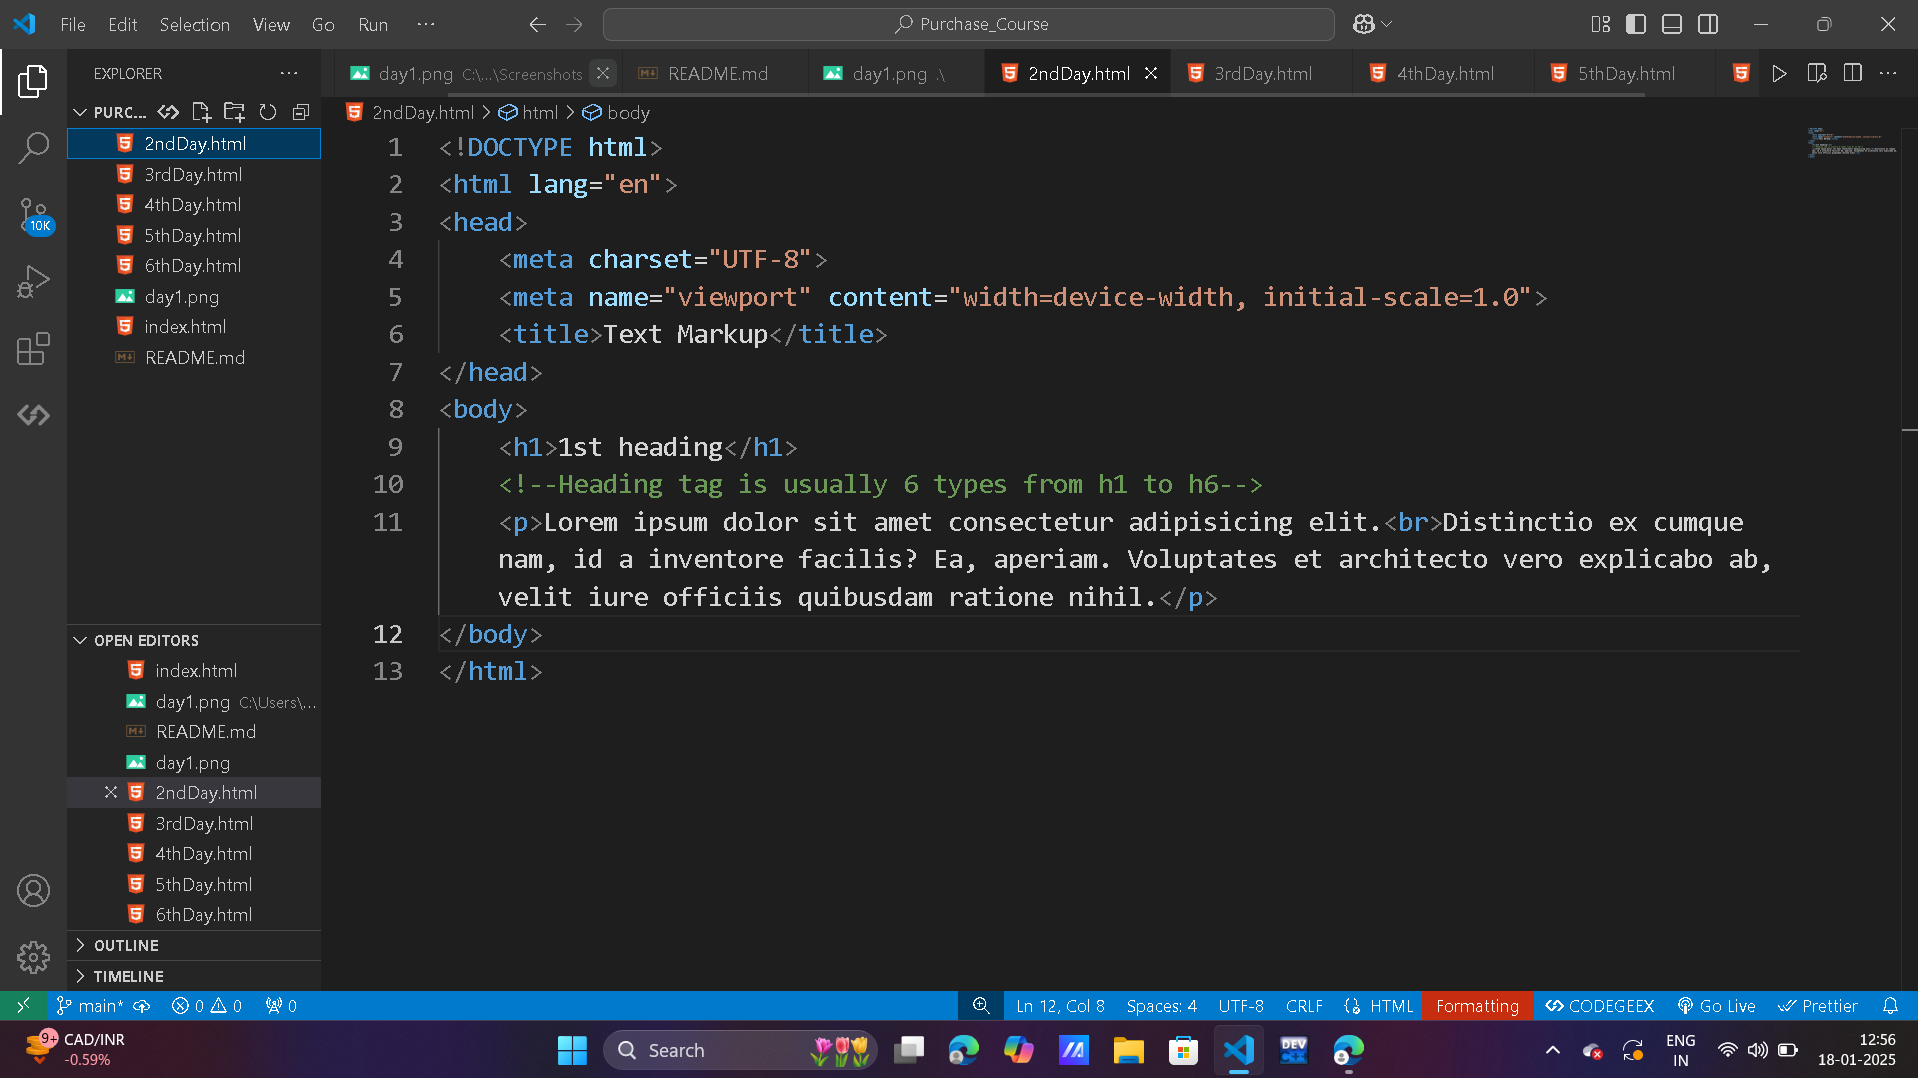 File Edit Selection View Go Run ··· Purchase_Course
EXPLORER ···
day1.png C:\...\Screenshots README.md day1.png .\ 2ndDay.html 3rdDay.html 4thDay.html 5thDay.html ···
PURC...
2ndDay.html > html > body
2ndDay.html
3rdDay.html
4thDay.html
5thDay.html
6thDay.html
day1.png
index.html
README.md
10K
1 <!DOCTYPE html>
2 <html lang="en">
3 <head>
4 <meta charset="UTF-8">
5 <meta name="viewport" content="width=device-width, initial-scale=1.0">
6 <title>Text Markup</title>
7 </head>
8 <body>
9 <h1>1st heading</h1>
10 <!--Heading tag is usually 6 types from h1 to h6-->
11 <p>Lorem ipsum dolor sit amet consectetur adipisicing elit.<br>Distinctio ex cumque
nam, id a inventore facilis? Ea, aperiam. Voluptates et architecto vero explicabo ab,
velit iure officiis quibusdam ratione nihil.</p>
12 </body>
13 </html>
OPEN EDITORS
index.html
day1.png C:\Users\...
README.md
day1.png
2ndDay.html
3rdDay.html
4thDay.html
5thDay.html
6thDay.html
OUTLINE
TIMELINE
main* 0 0 0 Ln 12, Col 8 Spaces: 4 UTF-8 CRLF HTML Formatting CODEGEEX Go Live Prettier
9+ CAD/INR
-0.59%
Search
DEV
ENG
IN
12:56
18-01-2025